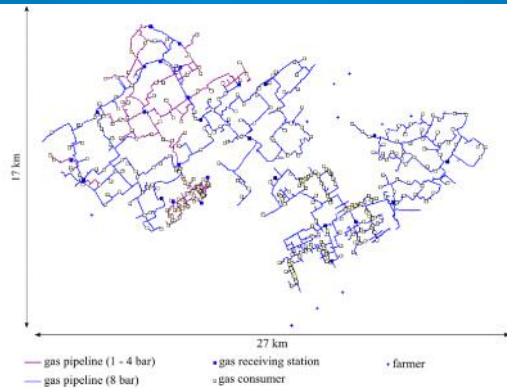 17 km
27 km
gas pipeline (1 - 4 bar)
gas receiving station
farmer
gas pipeline (8 bar)
gas consumer